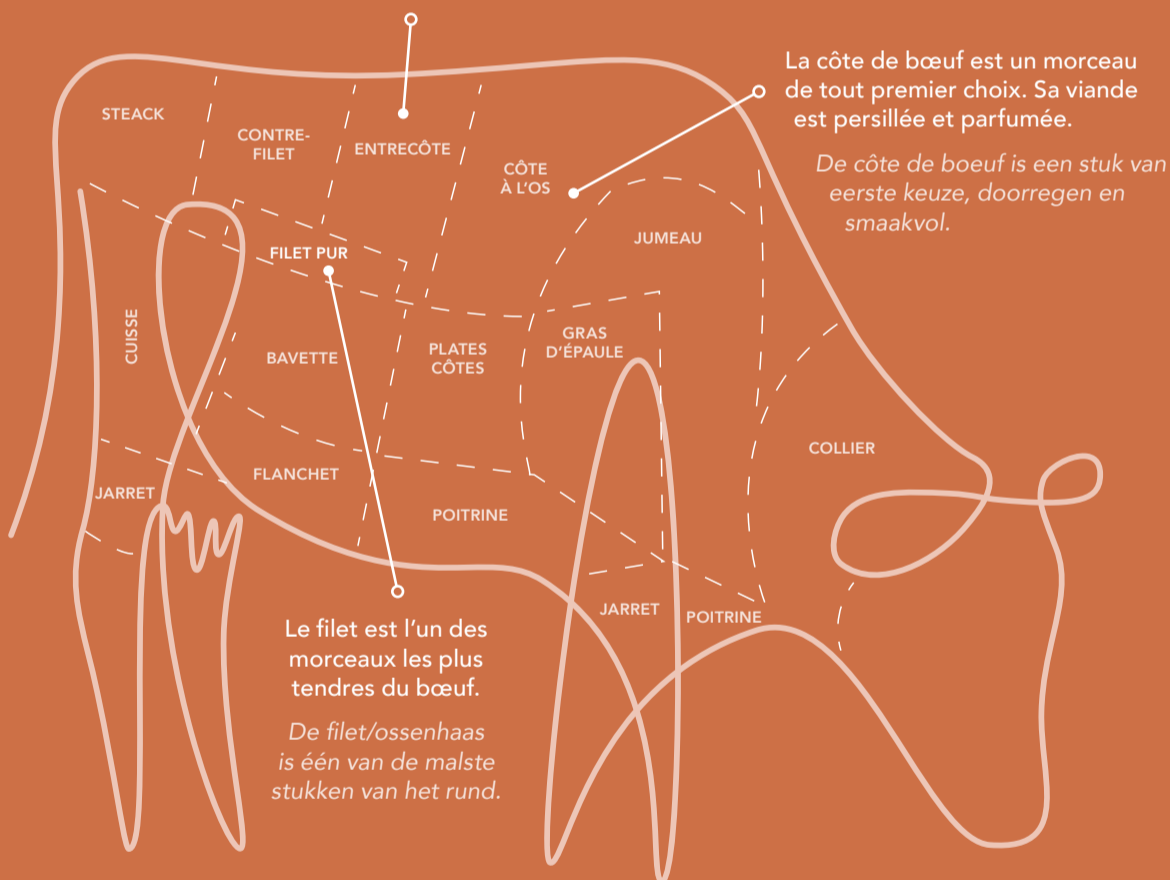 La côte de bœuf est un morceau
de tout premier choix. Sa viande
est persillée et parfumée.
De côte de boeuf is een stuk van
eerste keuze, doorregen en
smaakvol.
STEACK
CONTRE-
FILET
ENTRECÔTE
CÔTE
À L’OS
JUMEAU
FILET PUR
CUISSE
BAVETTE
PLATES
CÔTES
GRAS
D’ÉPAULE
COLLIER
FLANCHET
JARRET
POITRINE
JARRET
POITRINE
Le filet est l’un des
morceaux les plus
tendres du bœuf.
De filet/ossenhaas
is één van de malste
stukken van het rund.